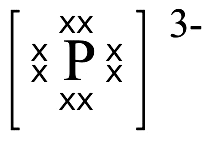 [ xx 3-
x P x ]
x x
xx